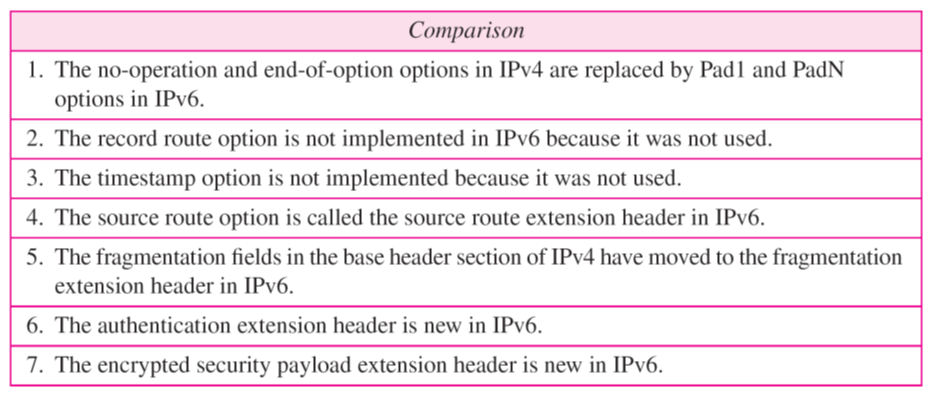 Comparison
1. The no-operation and end-of-option options in IPv4 are replaced by Pad1 and PadN
options in IPv6.
2. The record route option is not implemented in IPv6 because it was not used.
3. The timestamp option is not implemented because it was not used.
4. The source route option is called the source route extension header in IPv6.
5. The fragmentation fields in the base header section of IPv4 have moved to the fragmentation
extension header in IPv6.
6. The authentication extension header is new in IPv6.
7. The encrypted security payload extension header is new in IPv6.